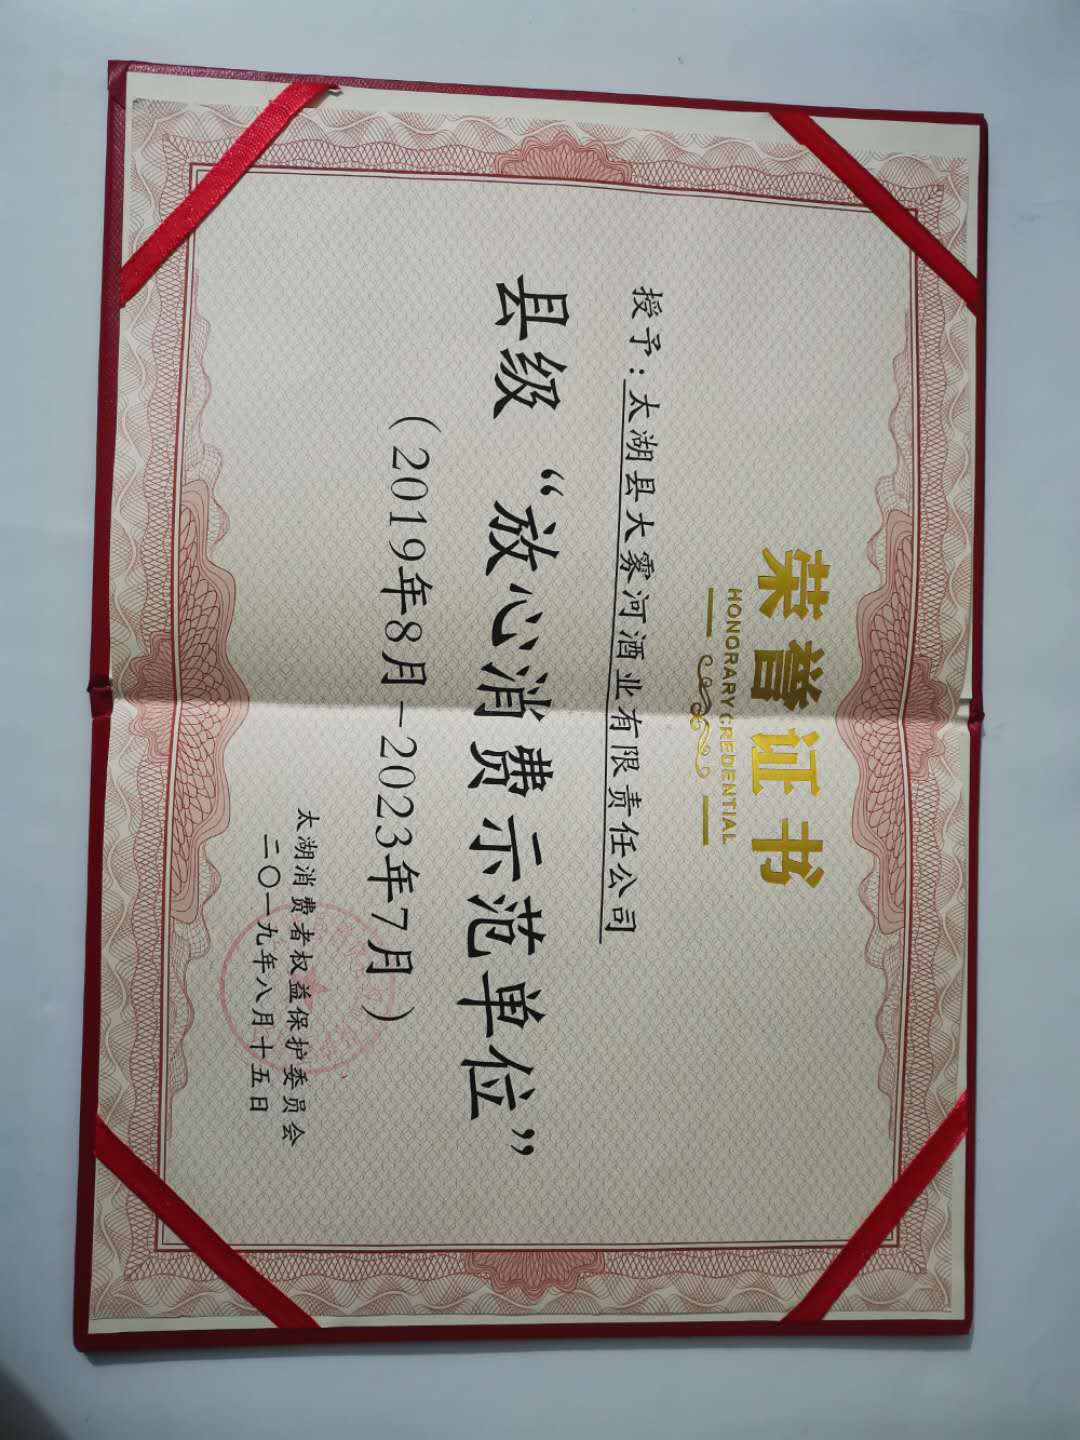 荣誉证书
HONORARY CREDENTIAL
授予：太湖县大雾河酒业有限责任公司
县级“放心消费示范单位”
（2019年8月-2023年7月）
太湖消费者权益保护委员会
二〇一九年八月十五日